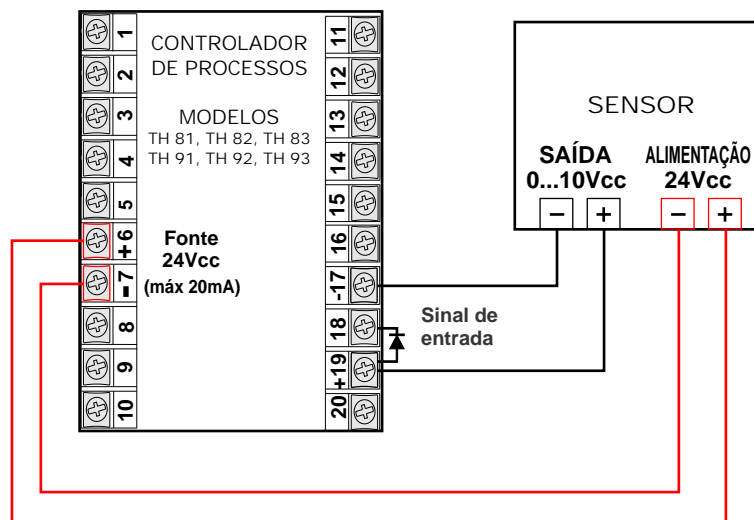 1
2
3
4
5
+6
-7
8
9
10
CONTROLADOR
DE PROCESSOS
MODELOS
TH 81, TH 82, TH 83
TH 91, TH 92, TH 93
Fonte
24Vcc
(máx 20mA)
11
12
13
14
15
16
-17
18
+19
20
Sinal de
entrada
SENSOR
SAÍDA
0...10Vcc
ALIMENTAÇÃO
24Vcc
− + − +